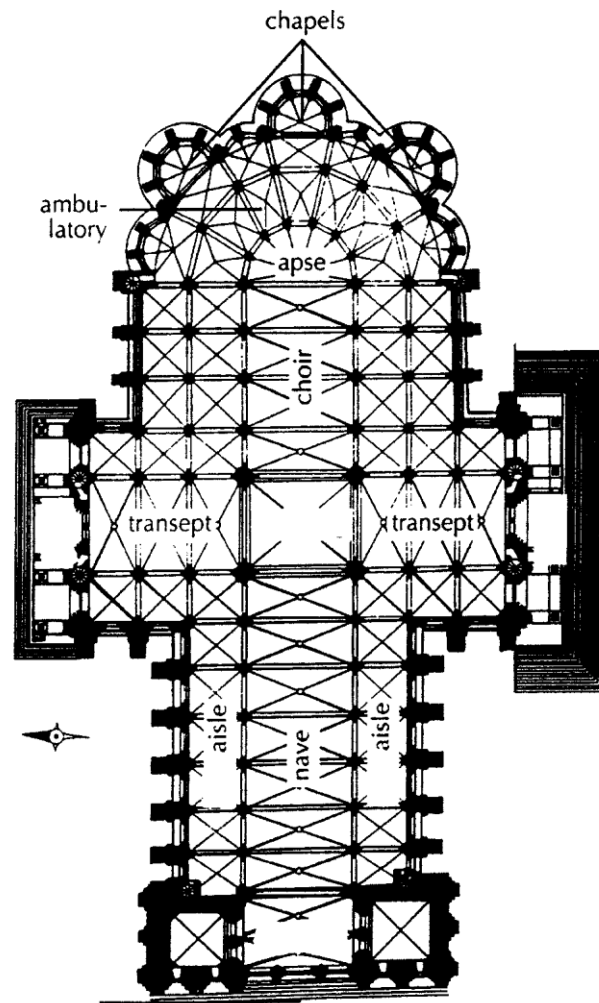 chapels
ambu-
latory
apse
choir
transept
transept
aisle
nave
aisle